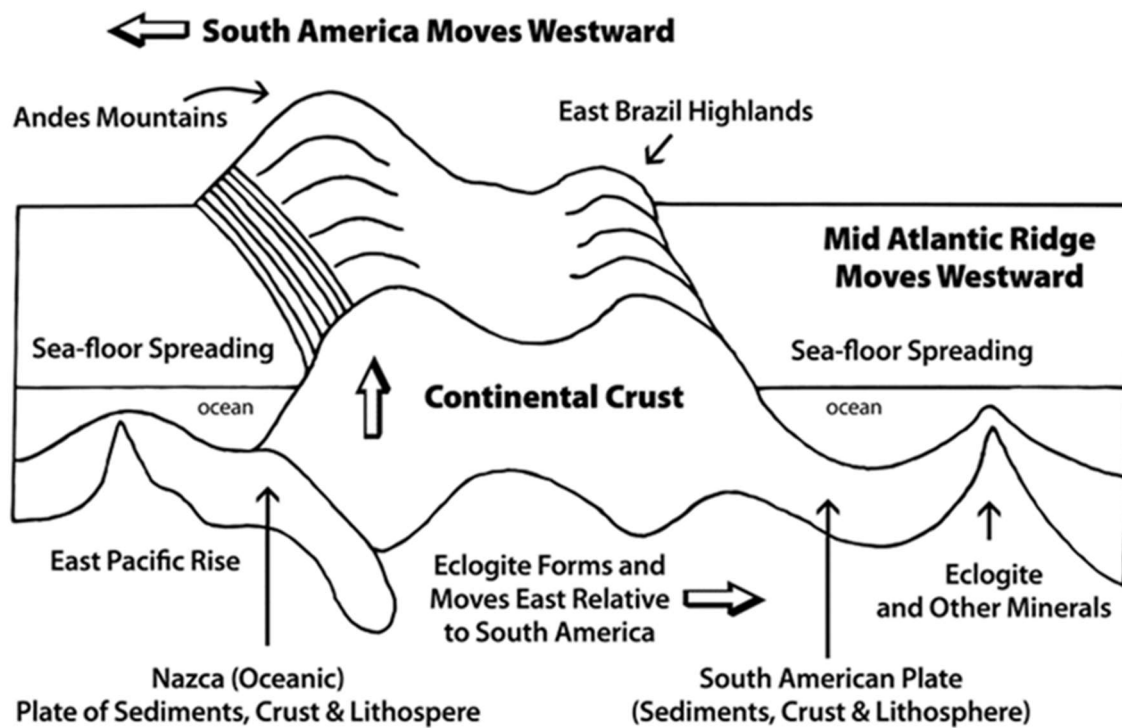 South America Moves Westward
Andes Mountains
East Brazil Highlands
Mid Atlantic Ridge
Moves Westward
Sea-floor Spreading
Sea-floor Spreading
ocean
Continental Crust
ocean
East Pacific Rise
Eclogite Forms and
Moves East Relative
to South America
Eclogite
and Other Minerals
Nazca (Oceanic)
Plate of Sediments, Crust & Lithospere
South American Plate
(Sediments, Crust & Lithosphere)